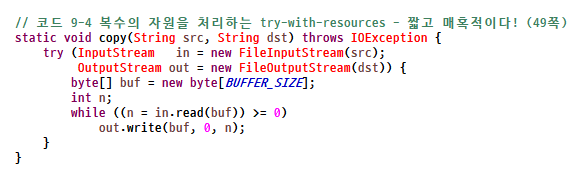 // 코드 9-4 복수의 자원을 처리하는 try-with-resources - 짧고 매혹적이다! (49쪽)
static void copy(String src, String dst) throws IOException {
    try (InputStream   in = new FileInputStream(src);
         OutputStream out = new FileOutputStream(dst)) {
        byte[] buf = new byte[BUFFER_SIZE];
        int n;
        while ((n = in.read(buf)) >= 0)
            out.write(buf, 0, n);
    }
}